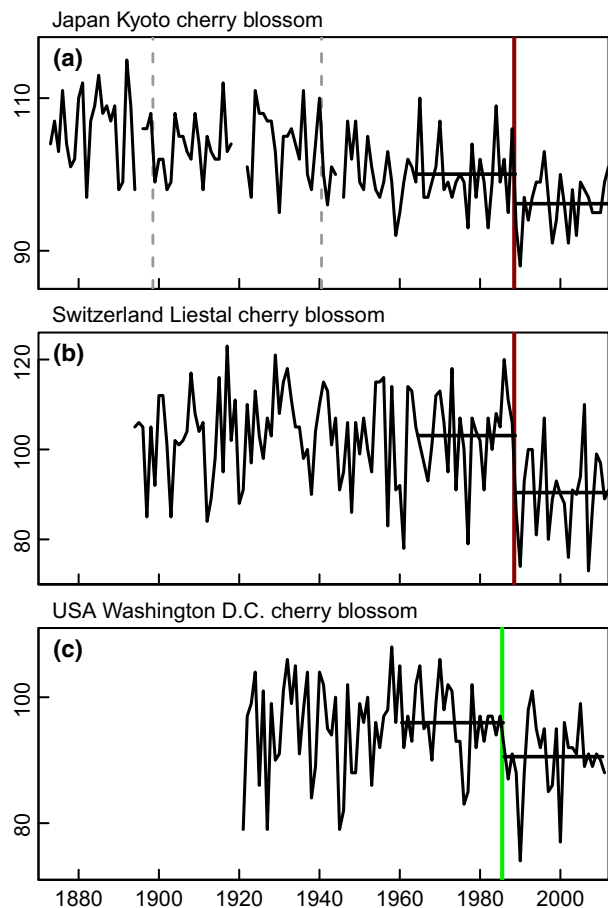 Japan Kyoto cherry blossom
(a)
110
90
Switzerland Liestal cherry blossom
(b)
120
100
80
USA Washington D.C. cherry blossom
(c)
100
80
1880 1900 1920 1940 1960 1980 2000